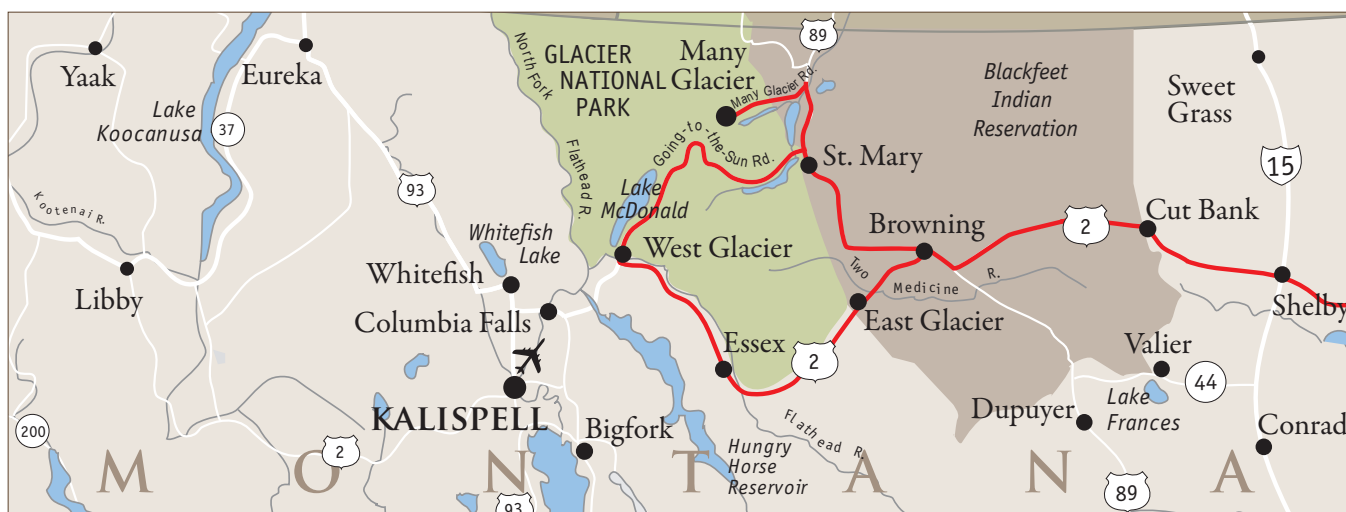 89
Yaak
Eureka
North Fork
GLACIER
NATIONAL
PARK
Many
Glacier
Many Glacier Rd.
Blackfeet
Indian
Reservation
Sweet
Grass
Lake
Koocanusa
37
Going-to-the-Sun Rd.
St. Mary
15
93
Flathead R.
Lake
McDonald
Kootenai R.
Whitefish
Lake
West Glacier
Browning
2
Cut Bank
Libby
Whitefish
Two
Medicine
R.
Columbia Falls
East Glacier
Shelby
Essex
2
Valier
44
KALISPELL
Lake
Frances
Dupuyer
200
2
Bigfork
Flathead R.
Conrad
Hungry
Horse
Reservoir
MONTANA
93
89